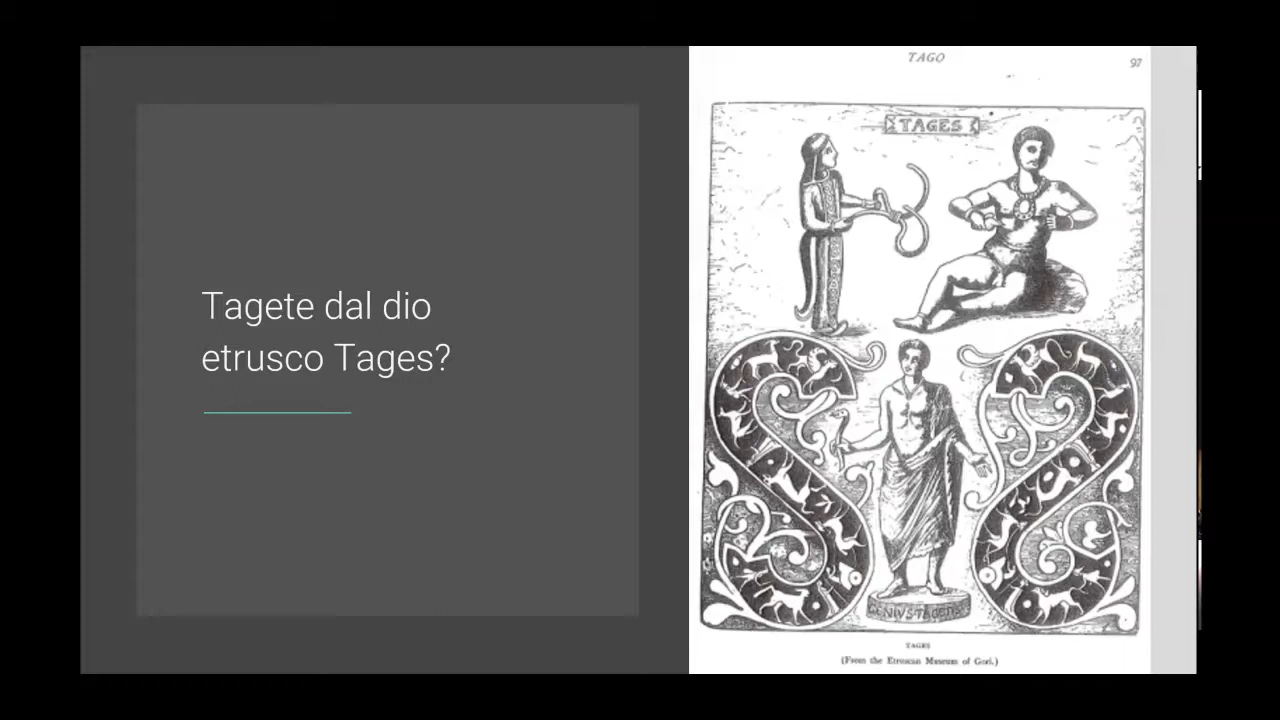 Tagete dal dio
etrusco Tages?
TAGO
97
TAGES
GENIVS TAGETIS
TAGES
(From the Etruscan Museum of Gori.)